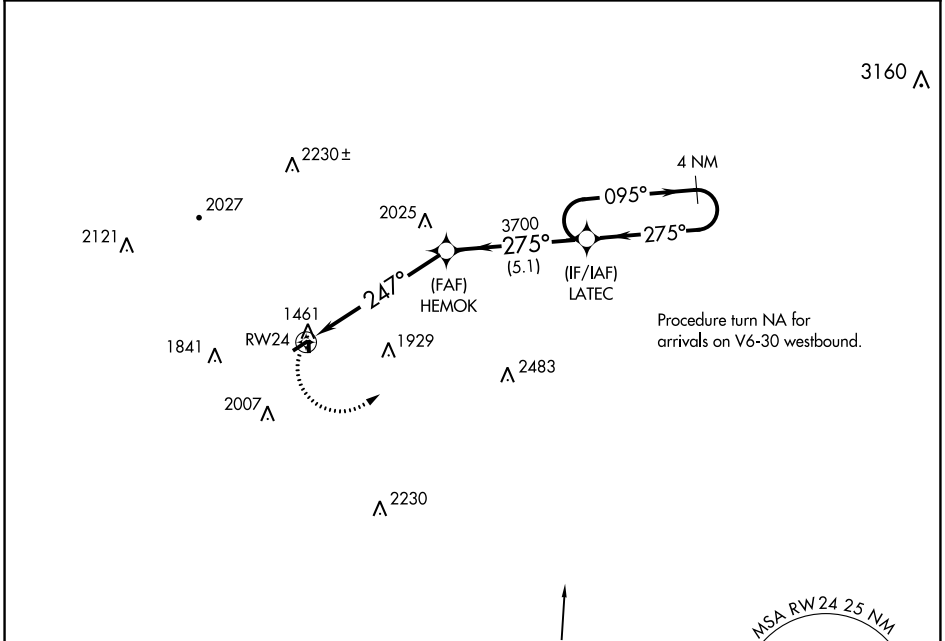 3160
2230±
4 NM
095°
2027
2025
3700
275°
275°
2121
(5.1)
(IF/IAF)
LATEC
(FAF)
HEMOK
247°
1461
RW24
Procedure turn NA for
arrivals on V6-30 westbound.
1841
1929
2483
2007
2230
MSA RW24 25 NM